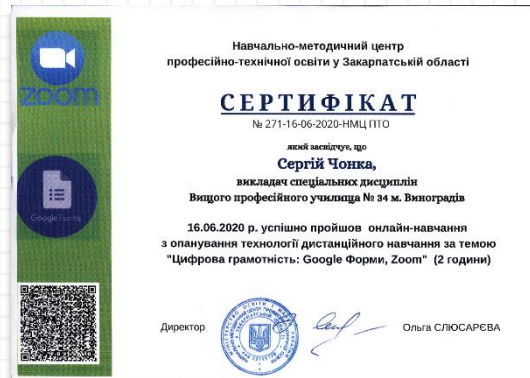 zoom
Google Forms
Навчально-методичний центр
професійно-технічної освіти у Закарпатській області
СЕРТИФІКАТ
№ 271-16-06-2020-НМЦ ПТО
який засвідчує, що
Сергій Чонка,
викладач спеціальних дисциплін
Вищого професійного училища № 34 м. Виноградів
16.06.2020 р. успішно пройшов онлайн-навчання
з опанування технології дистанційного навчання за темою
"Цифрова грамотність: Google Форми, Zoom" (2 години)
Директор
Ольга СЛЮСАРЄВА